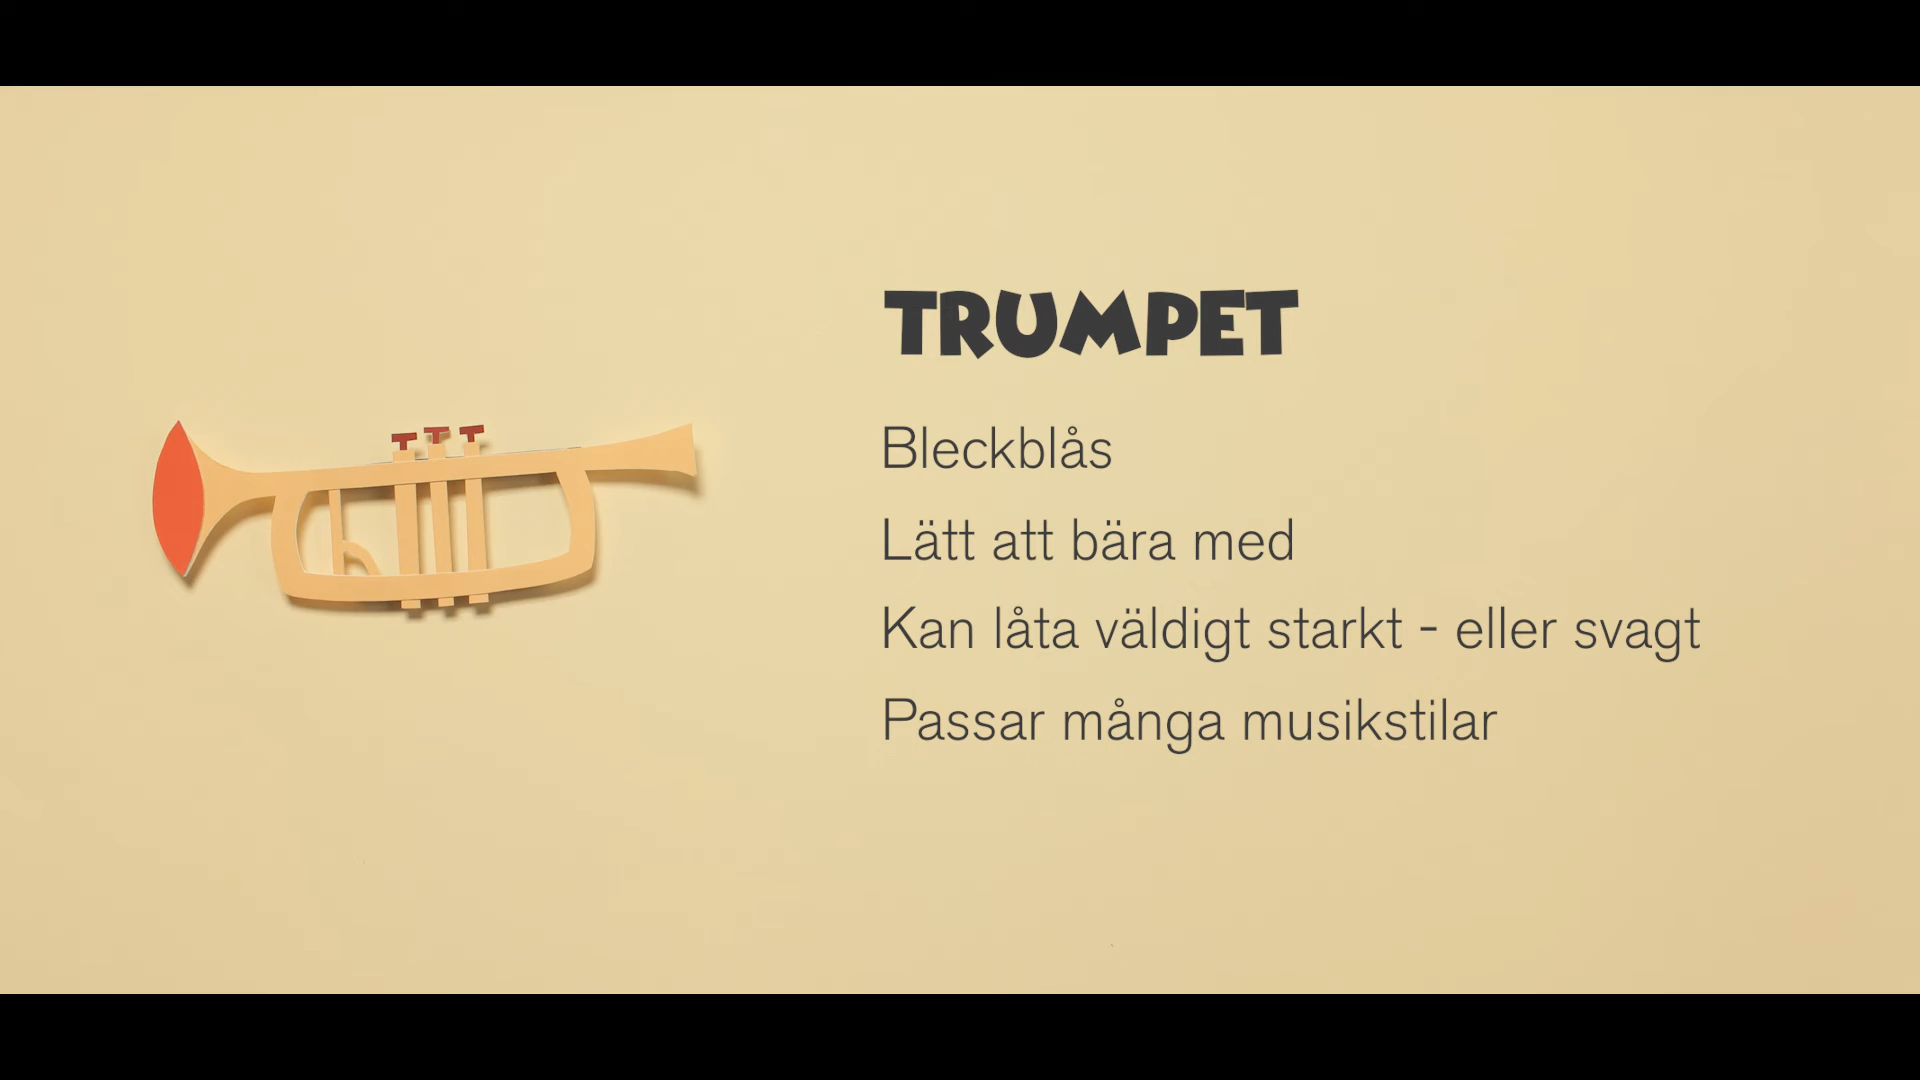 TRUMPET
Bleckblås
Lätt att bära med
Kan låta väldigt starkt - eller svagt
Passar många musikstilar